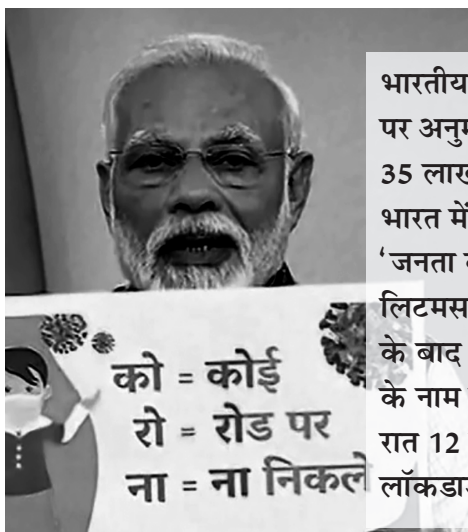 को = कोई
रो = रोड पर
ना = ना निकले
भारतीय
पर
35 लाख
भारत में
‘जनता
लिटमस
के बाद
के नाम
रात 12